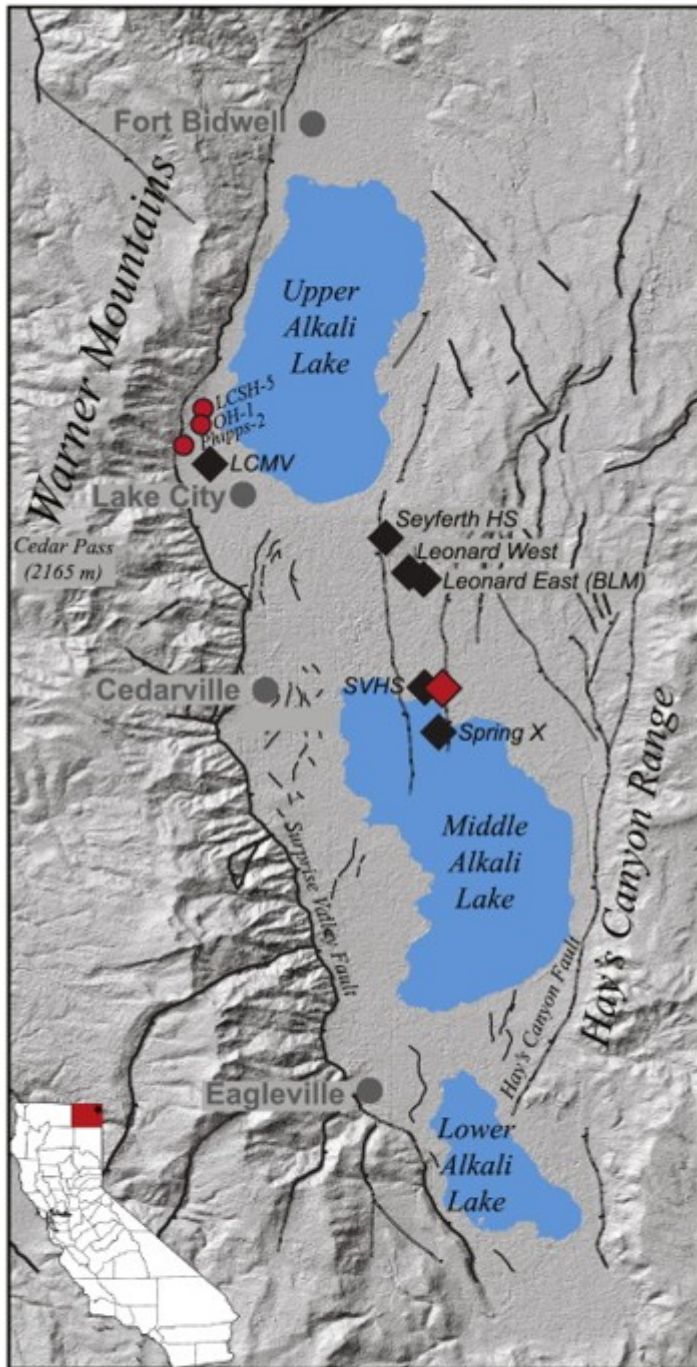 Fort Bidwell
Warner Mountains
Upper
Alkali
Lake
LCSH-5
OH-1
Phipps-2
LCMV
Lake City
Cedar Pass
(2165 m)
Seyferth HS
Leonard West
Leonard East (BLM)
Cedarville
SVHS
Spring X
Middle
Alkali
Lake
Surprise Valley Fault
Hay's Canyon Range
Hay's Canyon Fault
Eagleville
Lower
Alkali
Lake